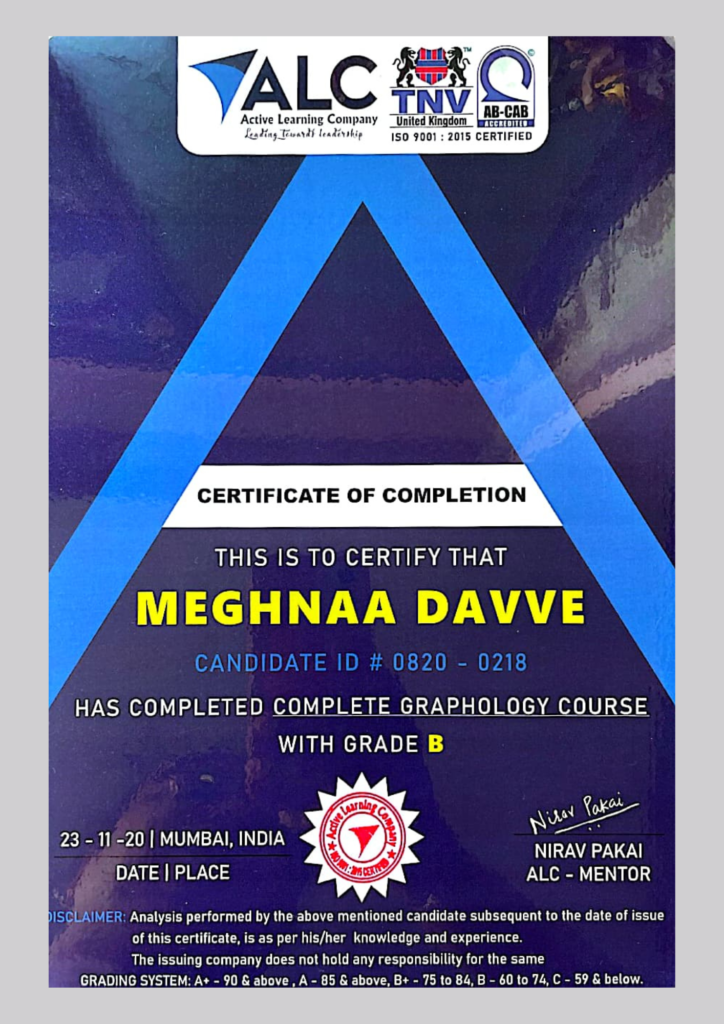 ALC
Active Learning Company
Leading Towards leadership
TNV
™
United Kingdom
©
AB-CAB
ACCREDITED
ISO 9001 : 2015 CERTIFIED
CERTIFICATE OF COMPLETION
THIS IS TO CERTIFY THAT
MEGHNAA DAVVE
CANDIDATE ID # 0820 - 0218
HAS COMPLETED COMPLETE GRAPHOLOGY COURSE
WITH GRADE B
Active Learning Company
Nirav Pakai
23 - 11 -20 | MUMBAI, INDIA
DATE | PLACE
NIRAV PAKAI
ALC - MENTOR
DISCLAIMER: Analysis performed by the above mentioned candidate subsequent to the date of issue
of this certificate, is as per his/her knowledge and experience.
The issuing company does not hold any responsibility for the same
GRADING SYSTEM: A+ - 90 & above , A - 85 & above, B+ - 75 to 84, B - 60 to 74, C - 59 & below.